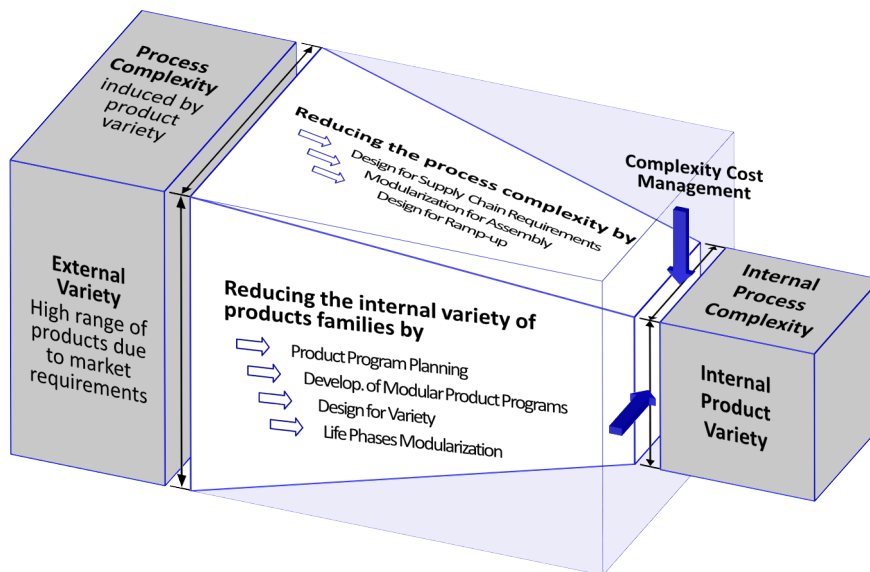 Process
Complexity
induced by
product
variety
External
Variety
High range of
products due
to market
requirements
Reducing the process complexity by
Design for Supply Chain Requirements
Modularization for Assembly
Design for Ramp-up
Reducing the internal variety of
products families by
Product Program Planning
Develop. of Modular Product Programs
Design for Variety
Life Phases Modularization
Complexity Cost
Management
Internal
Process
Complexity
Internal
Product
Variety